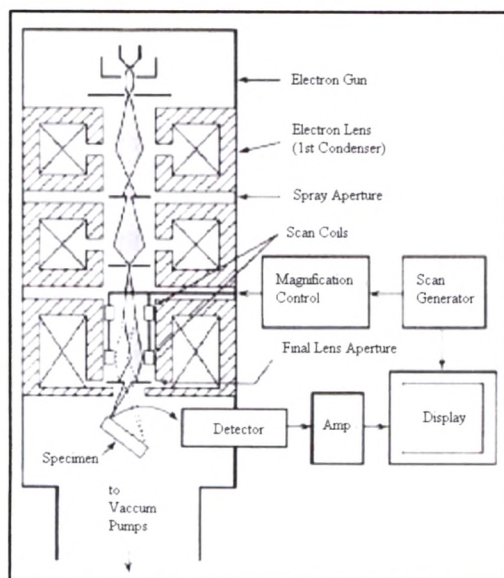 Electron Gun
Electron Lens
(1st Condenser)
Spray Aperture
Scan Coils
Magnification
Control
Scan
Generator
Final Lens Aperture
Detector
Amp
Display
Specimen
to
Vaccum
Pumps